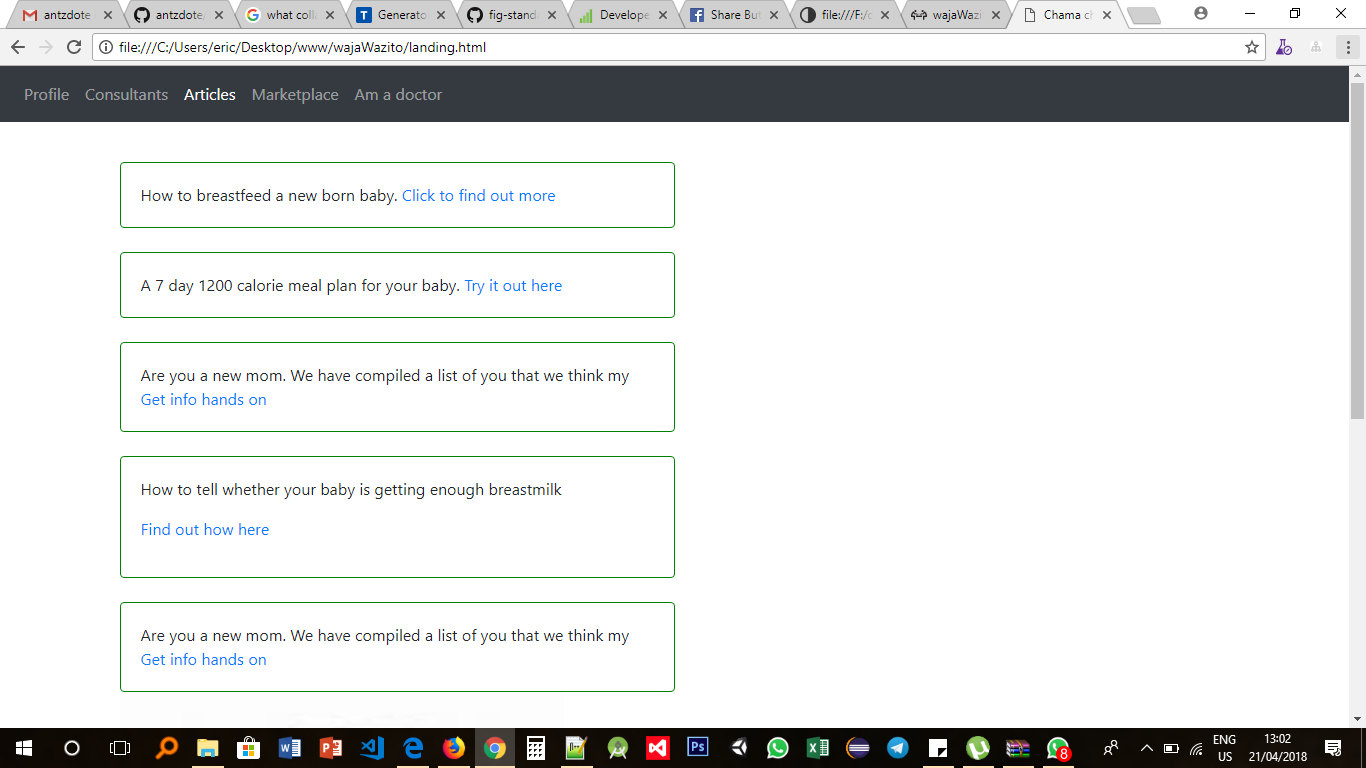 antzdote
antzdote
what coll
Generato
fig-stand
Develope
Share But
file:///F:/c
wajaWazi
Chama ch
file:///C:/Users/eric/Desktop/www/wajaWazito/landing.html
Profile Consultants Articles Marketplace Am a doctor
How to breastfeed a new born baby. Click to find out more
A 7 day 1200 calorie meal plan for your baby. Try it out here
Are you a new mom. We have compiled a list of you that we think my
Get info hands on
How to tell whether your baby is getting enough breastmilk
Find out how here
Are you a new mom. We have compiled a list of you that we think my
Get info hands on
ENG
US
13:02
21/04/2018
8